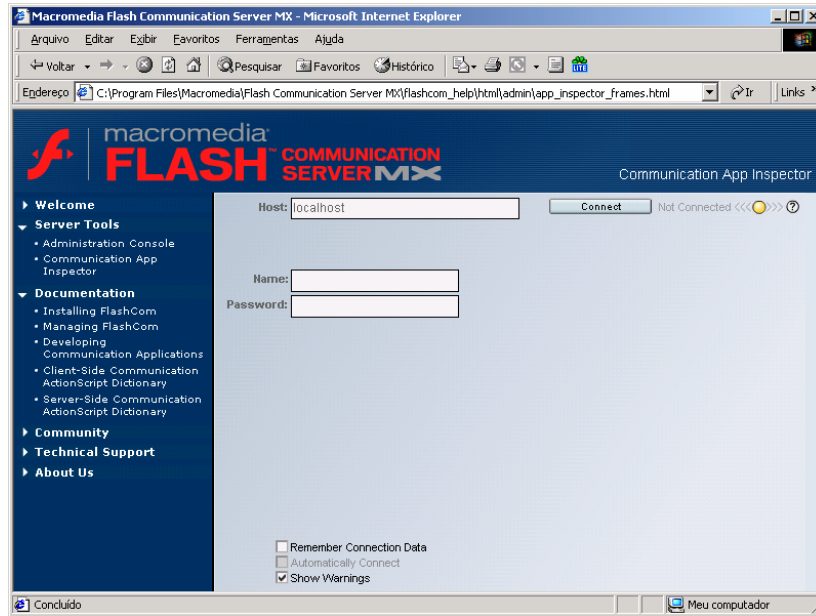 Macromedia Flash Communication Server MX - Microsoft Internet Explorer
Arquivo Editar Exibir Favoritos Ferramentas Ajuda
Voltar Pesquisar Favoritos Histórico LITE
Endereço C:\Program Files\Macromedia\Flash Communication Server MX\flashcom_help\html\admin\app_inspector_frames.html Ir Links »
macromedia
FLASH™ COMMUNICATION SERVER MX
Communication App Inspector
Welcome
Server Tools
• Administration Console
• Communication App
Inspector
Documentation
• Installing FlashCom
• Managing FlashCom
• Developing
Communication Applications
• Client-Side Communication
ActionScript Dictionary
• Server-Side Communication
ActionScript Dictionary
Community
Technical Support
About Us
Host: localhost Connect Not Connected <<< >>> ?
Name:
Password:
Remember Connection Data
Automatically Connect
Show Warnings
Concluído Meu computador